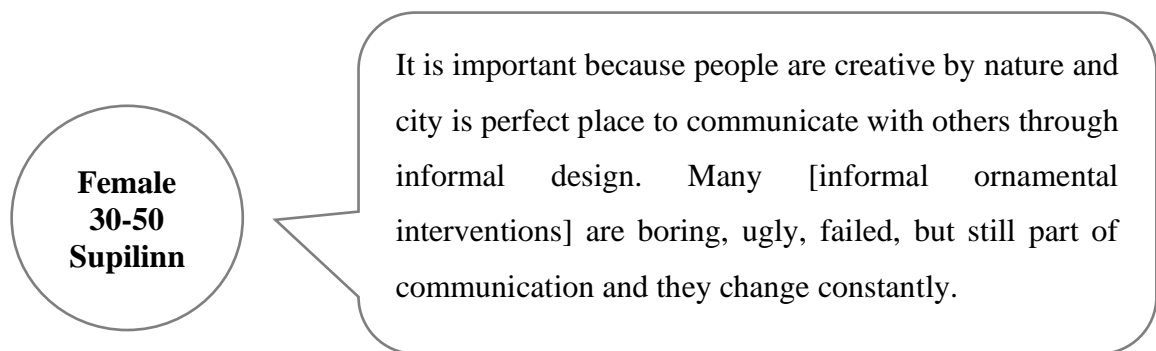 Female
30-50
Supilinn
It is important because people are creative by nature and
city is perfect place to communicate with others through
informal design. Many [informal ornamental
interventions] are boring, ugly, failed, but still part of
communication and they change constantly.